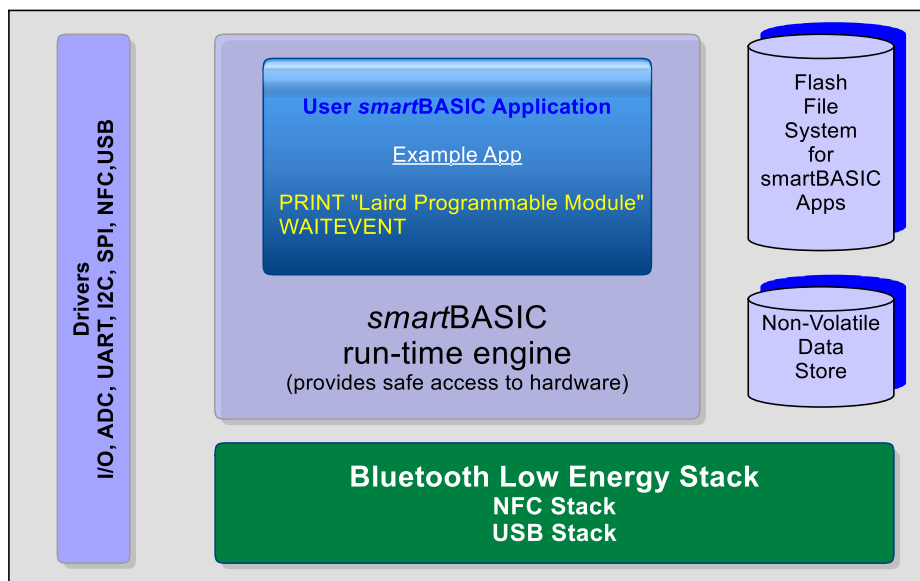 Drivers
I/O, ADC, UART, I2C, SPI, NFC,USB
User smartBASIC Application
Example App
PRINT "Laird Programmable Module"
WAITEVENT
smartBASIC
run-time engine
(provides safe access to hardware)
Flash
File
System
for
smartBASIC
Apps
Non-Volatile
Data
Store
Bluetooth Low Energy Stack
NFC Stack
USB Stack